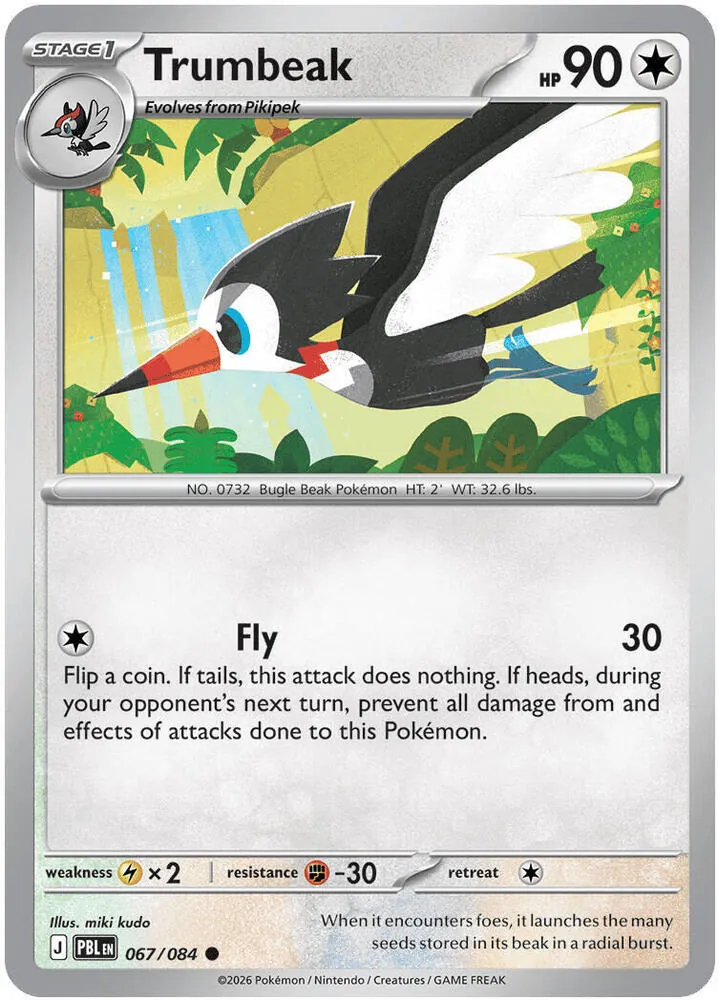 STAGE1
Trumbeak
HP 90
Evolves from Pikipek
NO. 0732 Bugle Beak Pokémon HT: 2' WT: 32.6 lbs.
Fly 30
Flip a coin. If tails, this attack does nothing. If heads, during
your opponent's next turn, prevent all damage from and
effects of attacks done to this Pokémon.
weakness ×2 resistance -30 retreat
Illus. miki kudo
When it encounters foes, it launches the many
seeds stored in its beak in a radial burst.
J PBL EN 067/084
©2026 Pokémon / Nintendo / Creatures / GAME FREAK